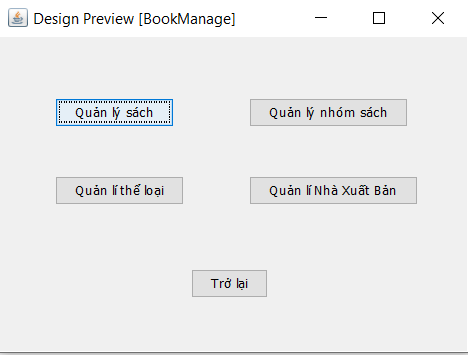 Design Preview [BookManage]
Quản lý sách
Quản lý nhóm sách
Quản lí thể loại
Quản lí Nhà Xuất Bản
Trở lại